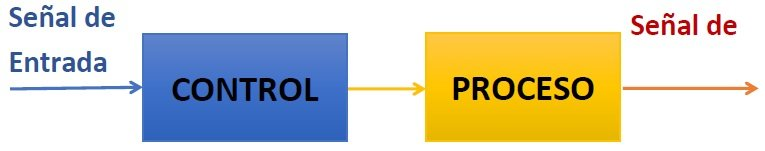 Señal de
Entrada
CONTROL
PROCESO
Señal de